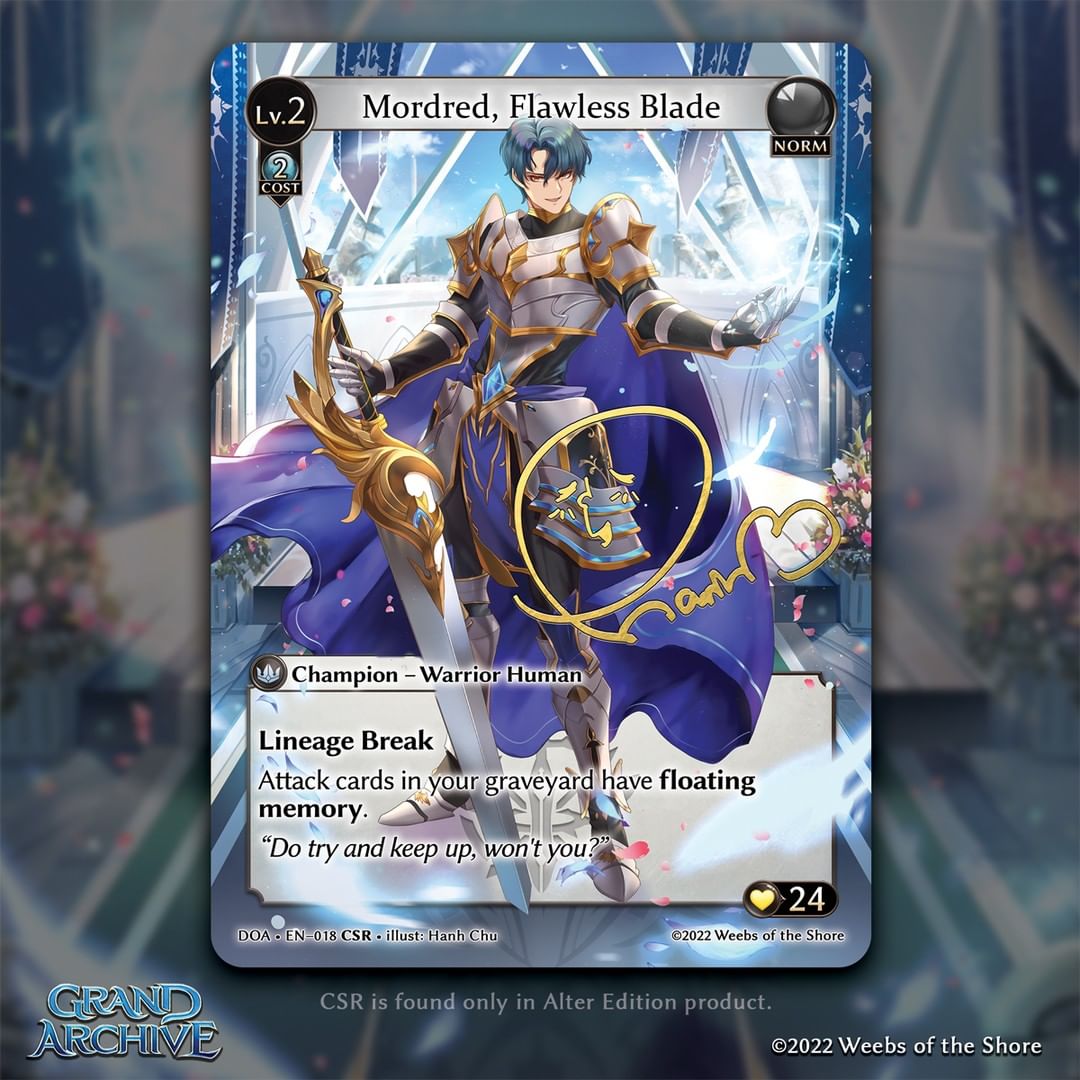 Lv.2
Mordred, Flawless Blade
NORM
2
COST
Champion – Warrior Human
Lineage Break
Attack cards in your graveyard have floating
memory.
“Do try and keep up, won't you?”
24
DOA • EN–018 CSR • illust: Hanh Chu
©2022 Weebs of the Shore
GRAND
ARCHIVE
CSR is found only in Alter Edition product.
©2022 Weebs of the Shore